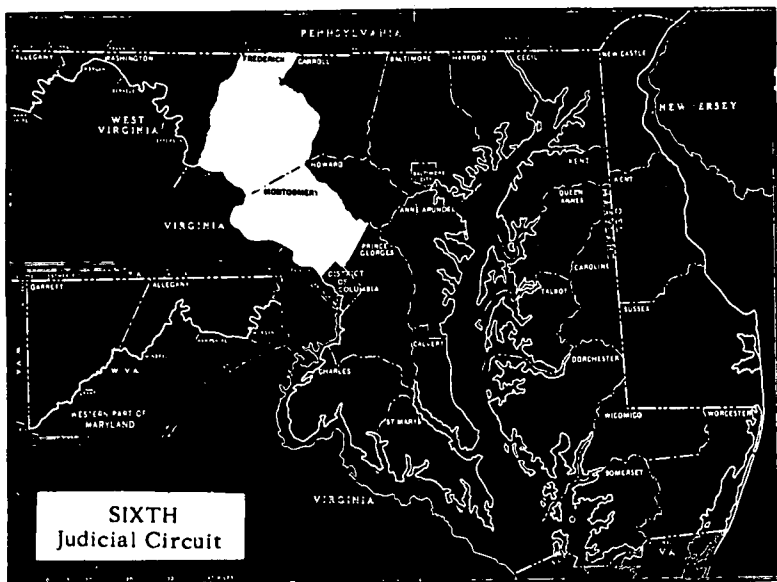 PENNSYLVANIA
ALLEGANY
WASHINGTON
FREDERICK
CARROLL
BALTIMORE
HARFORD
CECIL
NEW CASTLE
NEW JERSEY
WEST
VIRGINIA
HOWARD
BALTIMORE
CITY
KENT
KENT
MONTGOMERY
QUEEN
ANNES
ANNE ARUNDEL
VIRGINIA
PRINCE
GEORGES
CAROLINE
DISTRICT
OF
COLUMBIA
GARRETT
ALLEGANY
TALBOT
SUSSEX
CALVERT
W. VA.
CHARLES
DORCHESTER
WESTERN PART OF
MARYLAND
ST MARYS
WICOMICO
WORCESTER
SOMERSET
VIRGINIA
VA.
SIXTH
Judicial Circuit